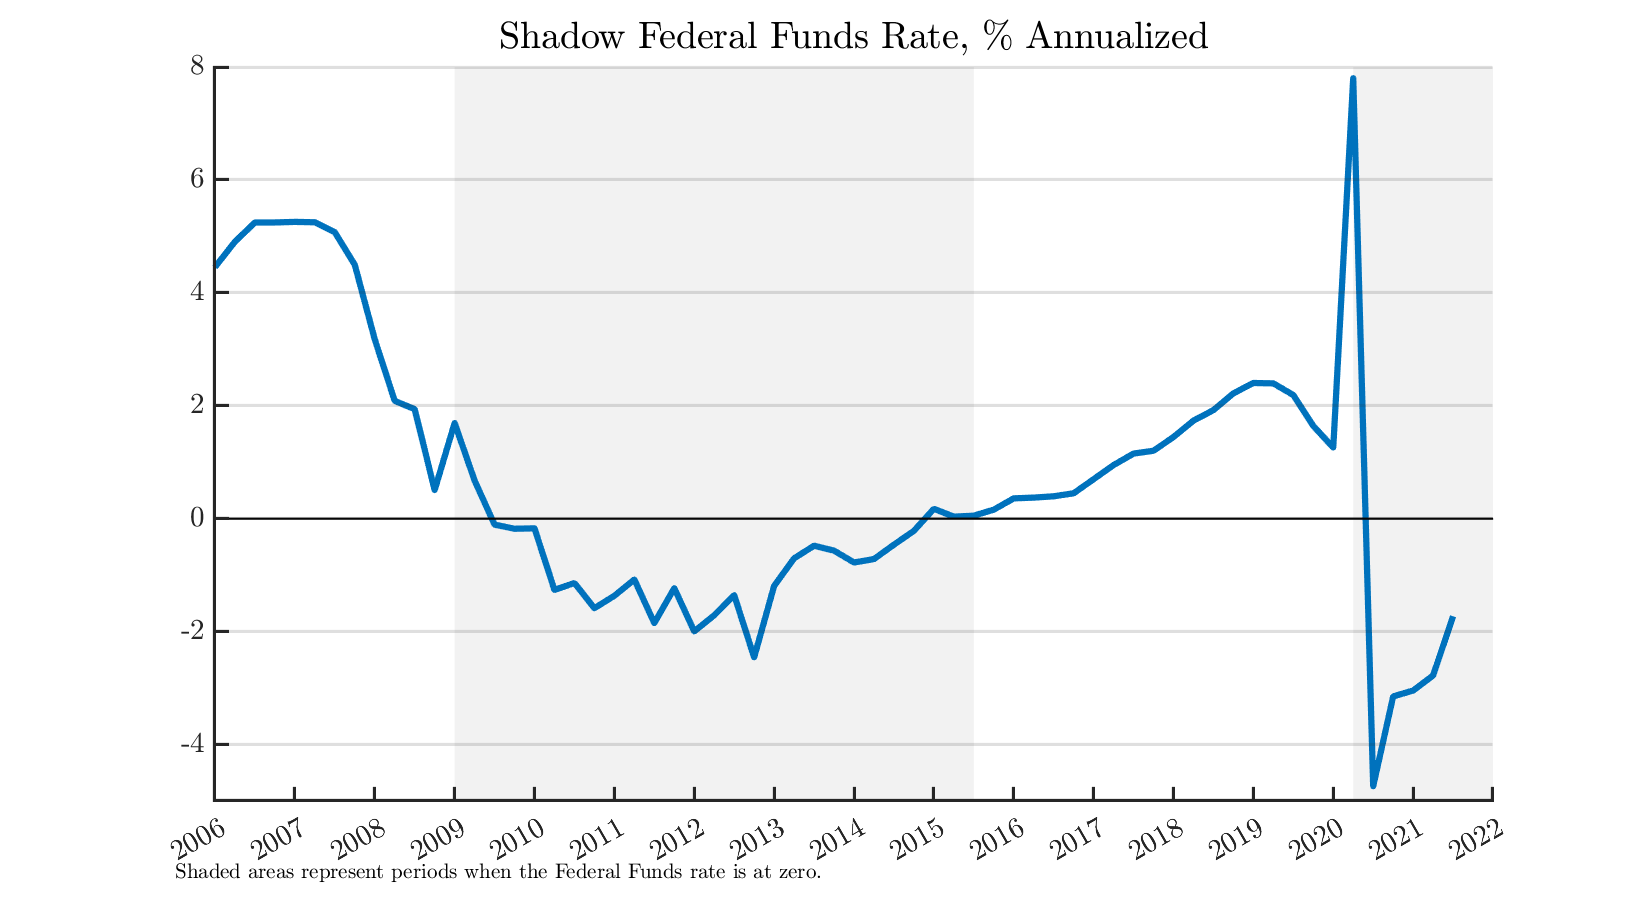 Shadow Federal Funds Rate, % Annualized
8
6
4
2
0
-2
-4
2006 2007 2008 2009 2010 2011 2012 2013 2014 2015 2016 2017 2018 2019 2020 2021 2022
Shaded areas represent periods when the Federal Funds rate is at zero.